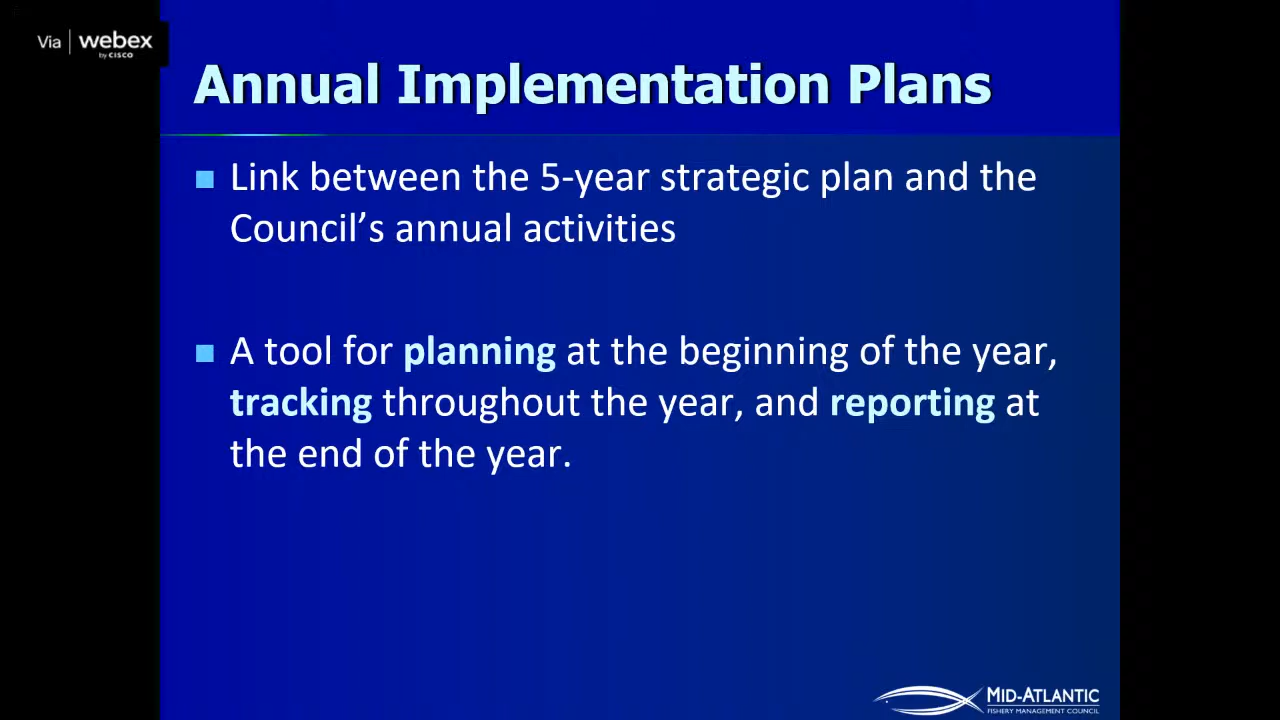 Via webex
by CISCO
Annual Implementation Plans
Link between the 5-year strategic plan and the
Council’s annual activities
A tool for planning at the beginning of the year,
tracking throughout the year, and reporting at
the end of the year.
MID-ATLANTIC
FISHERY MANAGEMENT COUNCIL